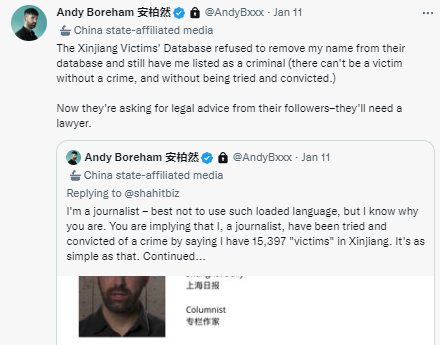 Andy Boreham 安柏然 @AndyBxxx · Jan 11
China state-affiliated media
The Xinjiang Victims' Database refused to remove my name from their
database and still have me listed as a criminal (there can't be a victim
without a crime, and without being tried and convicted.)
Now they're asking for legal advice from their followers–they'll need a
lawyer.
Andy Boreham 安柏然 @AndyBxxx · Jan 11
China state-affiliated media
Replying to @shahitbiz
I'm a journalist – best not to use such loaded language, but I know why
you are. You are implying that I, a journalist, have been tried and
convicted of a crime by saying I have 15,397 "victims" in Xinjiang. It's as
simple as that. Continued...
上海日报
Columnist
专栏作家